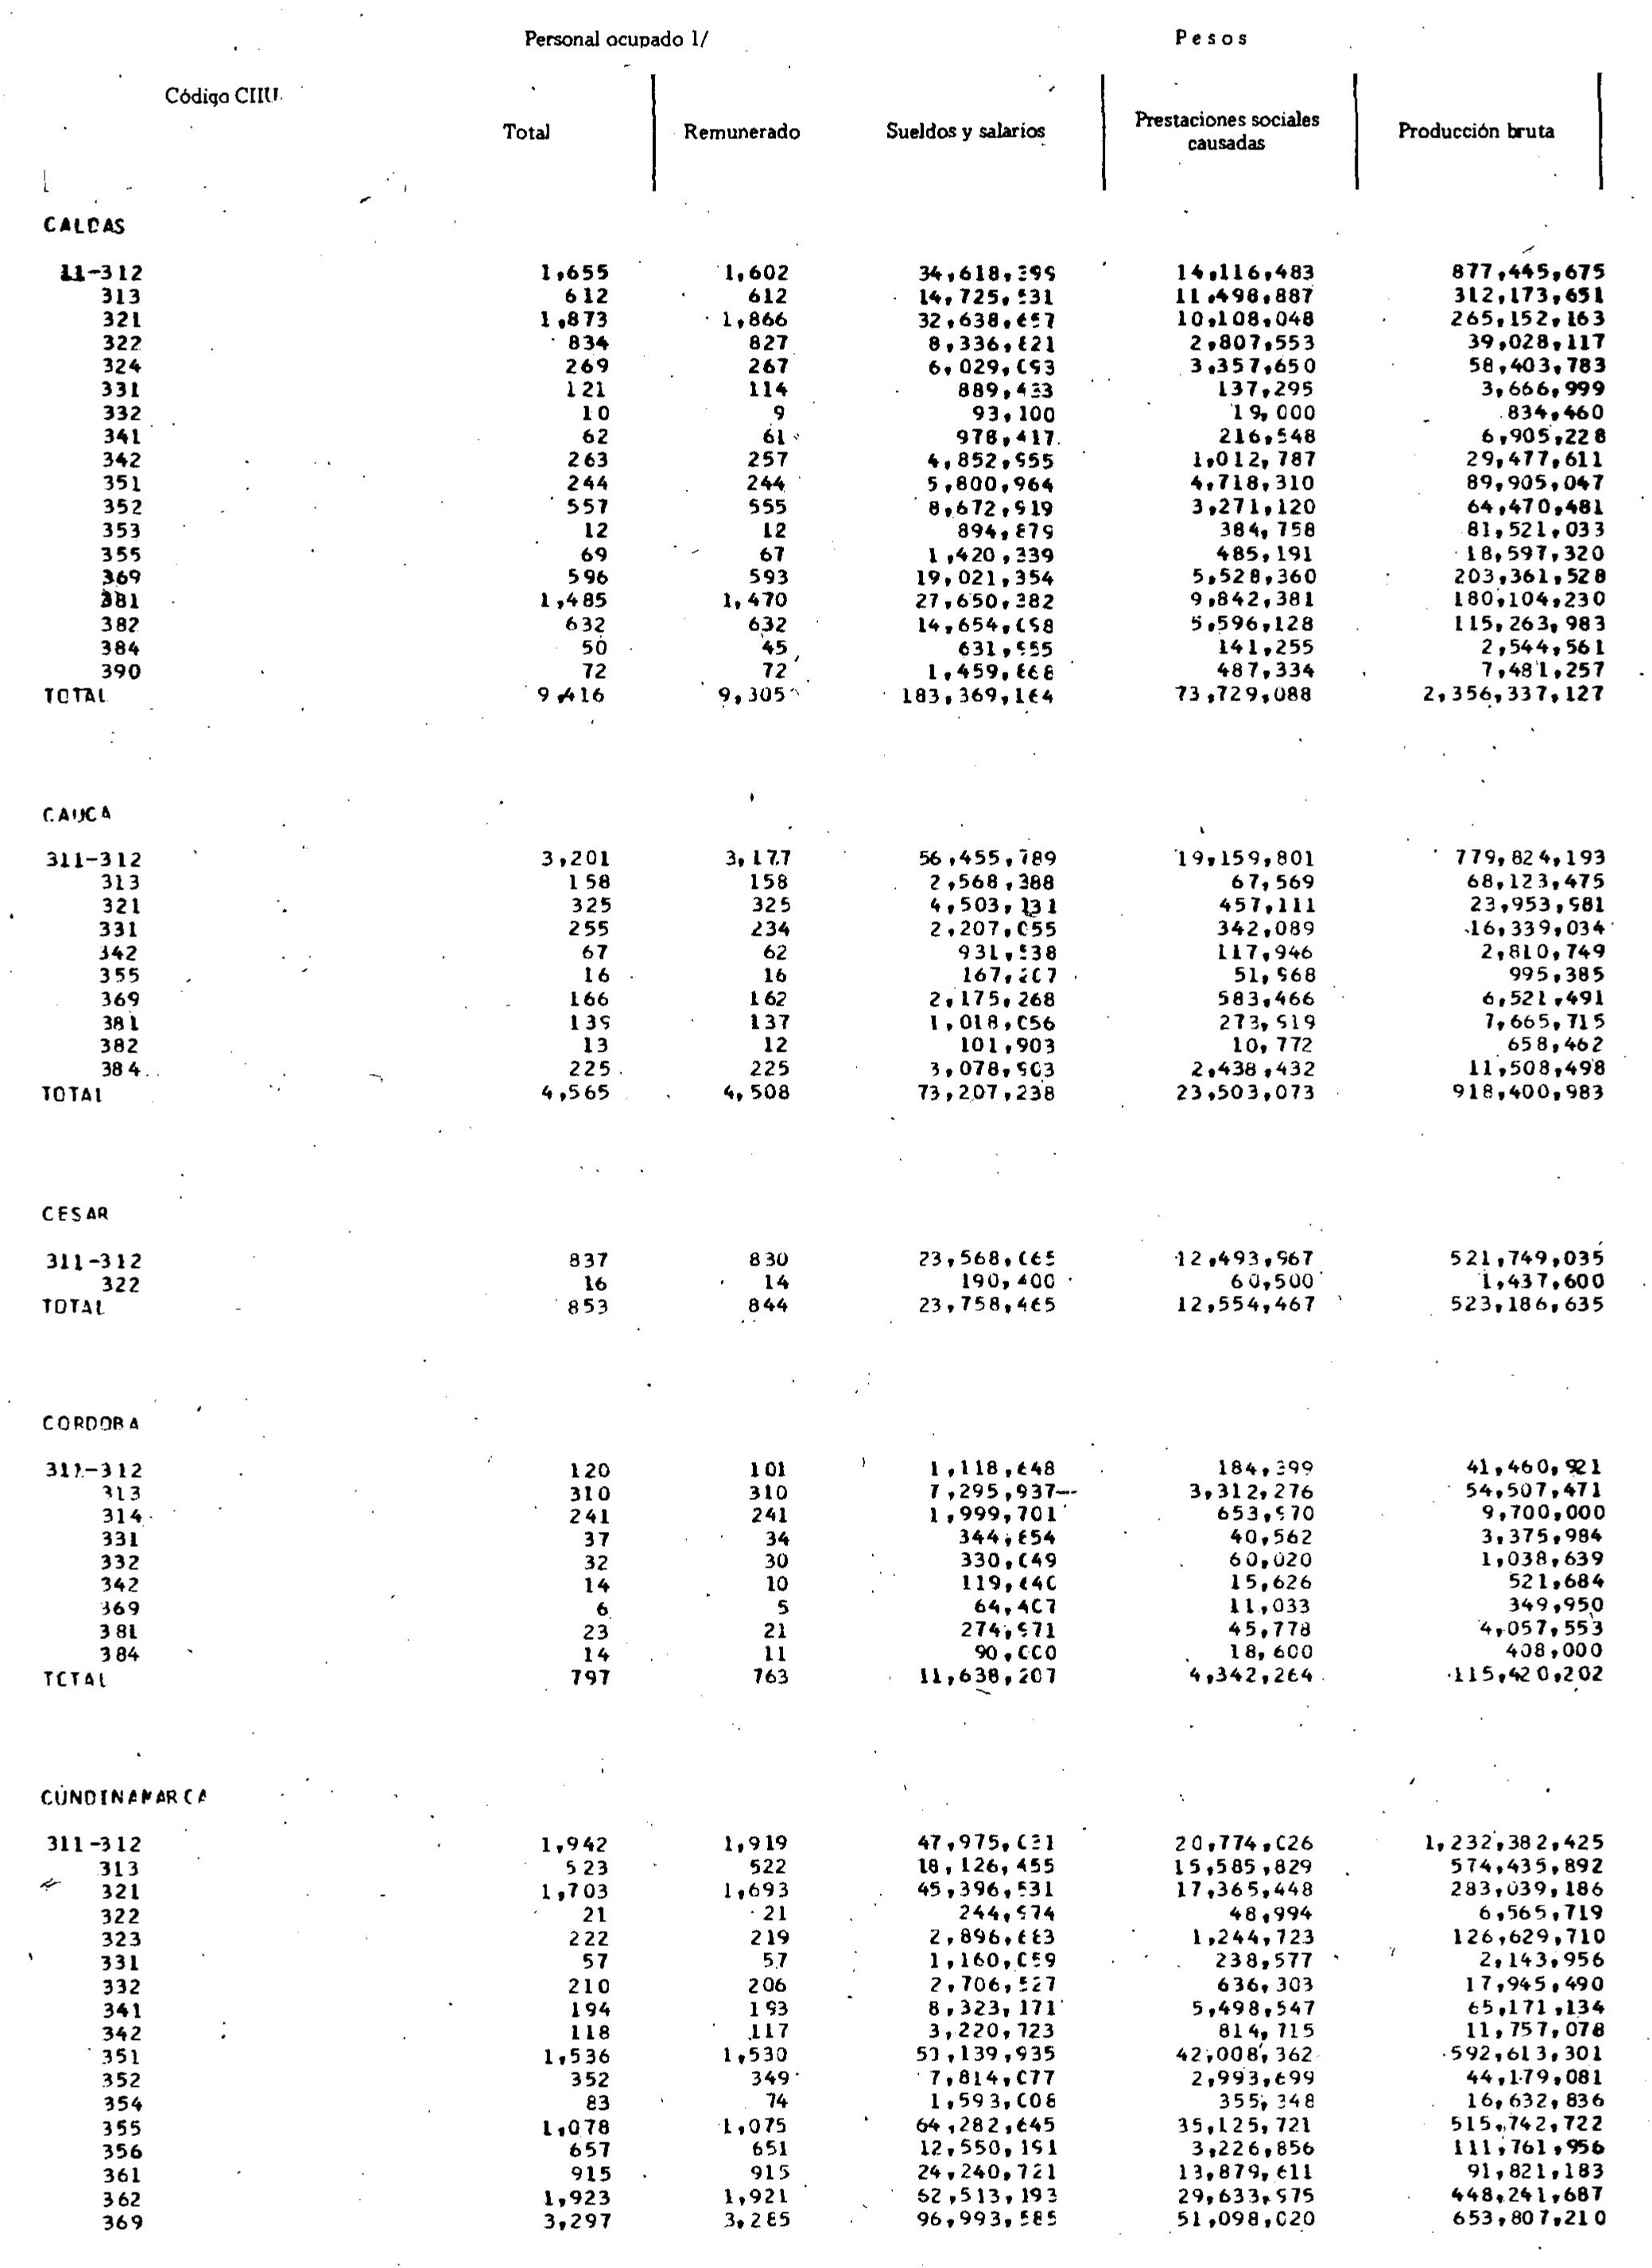 Personal ocupado 1/ Pesos
Código CIIU.
Total Remunerado Sueldos y salarios Prestaciones sociales causadas Producción bruta
CALDAS
11-312 1,655 1,602 34,618,399 14,116,483 877,445,675
313 612 612 14,725,531 11,498,887 312,173,651
321 1,873 1,866 32,638,657 10,108,048 265,152,163
322 834 827 8,336,821 2,807,553 39,028,117
324 269 267 6,029,093 3,357,650 58,403,783
331 121 114 889,433 137,295 3,666,999
332 10 9 93,100 19,000 834,460
341 62 61 978,417 216,548 6,905,228
342 263 257 4,852,955 1,012,787 29,477,611
351 244 244 5,800,964 4,718,310 89,905,047
352 557 555 8,672,919 3,271,120 64,470,481
353 12 12 894,879 384,758 81,521,033
355 69 67 1,420,339 485,191 18,597,320
369 596 593 19,021,354 5,528,360 203,361,528
381 1,485 1,470 27,650,382 9,842,381 180,104,230
382 632 632 14,654,098 5,596,128 115,263,983
384 50 45 631,955 141,255 2,544,561
390 72 72 1,459,868 487,334 7,481,257
TOTAL 9,416 9,305 183,369,164 73,729,088 2,356,337,127
CAUCA
311-312 3,201 3,177 56,455,789 19,159,801 779,824,193
313 158 158 2,568,388 67,569 68,123,475
321 325 325 4,503,131 457,111 23,953,981
331 255 234 2,207,055 342,089 16,339,034
342 67 62 931,538 117,946 2,810,749
355 16 16 167,207 51,968 995,385
369 166 162 2,175,268 583,466 6,521,491
381 139 137 1,018,056 273,919 7,665,715
382 13 12 101,903 10,772 658,462
384 225 225 3,078,903 2,438,432 11,508,498
TOTAL 4,565 4,508 73,207,238 23,503,073 918,400,983
CESAR
311-312 837 830 23,568,065 12,493,967 521,749,035
322 16 14 190,400 60,500 1,437,600
TOTAL 853 844 23,758,465 12,554,467 523,186,635
CORDOBA
311-312 120 101 1,118,648 184,399 41,460,921
313 310 310 7,295,937 3,312,276 54,507,471
314 241 241 1,999,701 653,970 9,700,000
331 37 34 344,854 40,562 3,375,984
332 32 30 330,049 60,020 1,038,639
342 14 10 119,640 15,626 521,684
369 6 5 64,407 11,033 349,950
381 23 21 274,971 45,778 4,057,553
384 14 11 90,000 18,600 408,000
TOTAL 797 763 11,638,207 4,342,264 115,420,202
CUNDINAMARCA
311-312 1,942 1,919 47,975,031 20,774,026 1,232,382,425
313 523 522 18,126,455 15,585,829 574,435,892
321 1,703 1,693 45,396,531 17,365,448 283,039,186
322 21 21 244,974 48,994 6,565,719
323 222 219 1,244,723 126,629,710
331 57 57 1,160,059 238,577 2,143,956
332 210 206 2,706,527 636,303 17,945,490
341 194 193 8,323,171 5,498,547 65,171,134
342 118 117 3,220,723 814,715 11,757,078
351 1,536 1,530 42,008,362 592,613,301
352 352 349 7,814,077 2,993,699 44,179,081
354 83 74 1,593,008 355,348 16,632,836
355 1,078 1,075 64,282,645 35,125,721 515,742,722
356 657 651 12,550,191 3,226,856 111,761,956
361 915 915 24,240,721 13,879,611 91,821,183
362 1,923 1,921 62,513,193 29,633,975 448,241,687
369 3,297 3,285 96,993,585 51,098,020 653,807,210